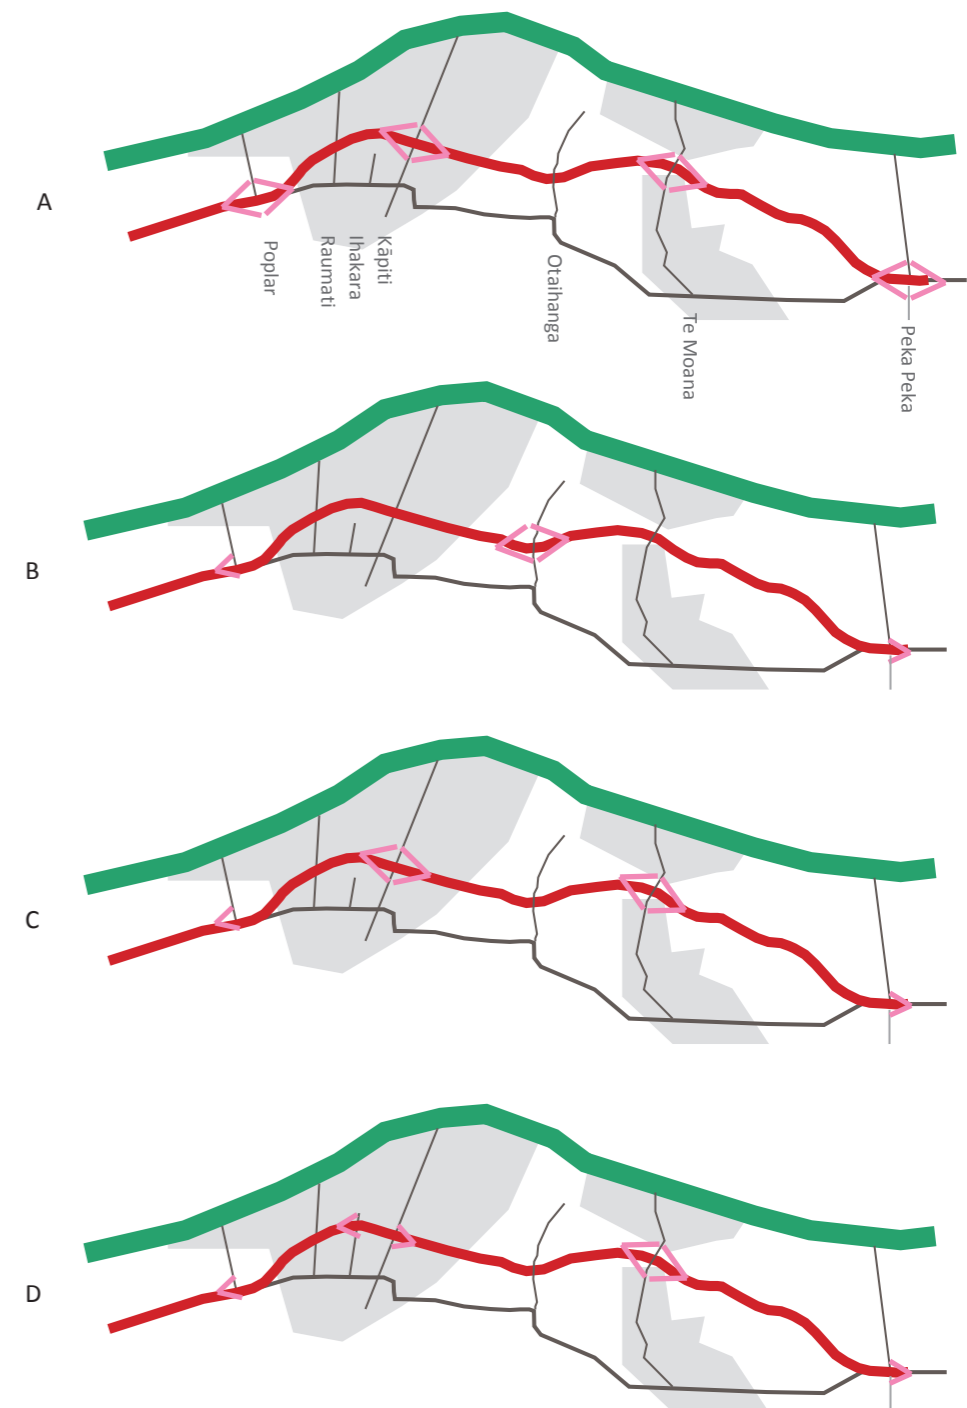 A
Poplar
Raumati
Ihakara
Kāpiti
Otaihanga
Te Moana
Peka Peka
B
C
D